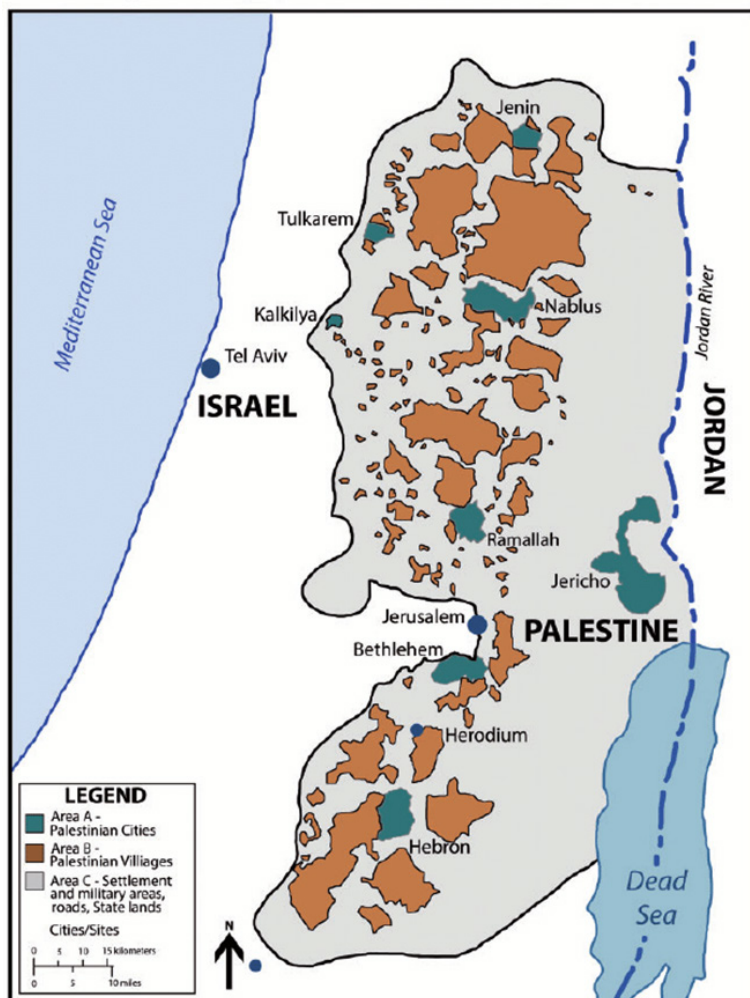 Jenin
Tulkarem
Mediterranean Sea
Nablus
Kalkilya
Jordan River
Tel Aviv
ISRAEL
JORDAN
Ramallah
Jericho
Jerusalem
PALESTINE
Bethlehem
Herodium
LEGEND
Area A -
Palestinian Cities
Area B -
Palestinian Villiages
Area C - Settlement
and military areas,
roads, State lands
Cities/Sites
0 5 10 15 kilometers
0 5 10 miles
N
Hebron
Dead
Sea